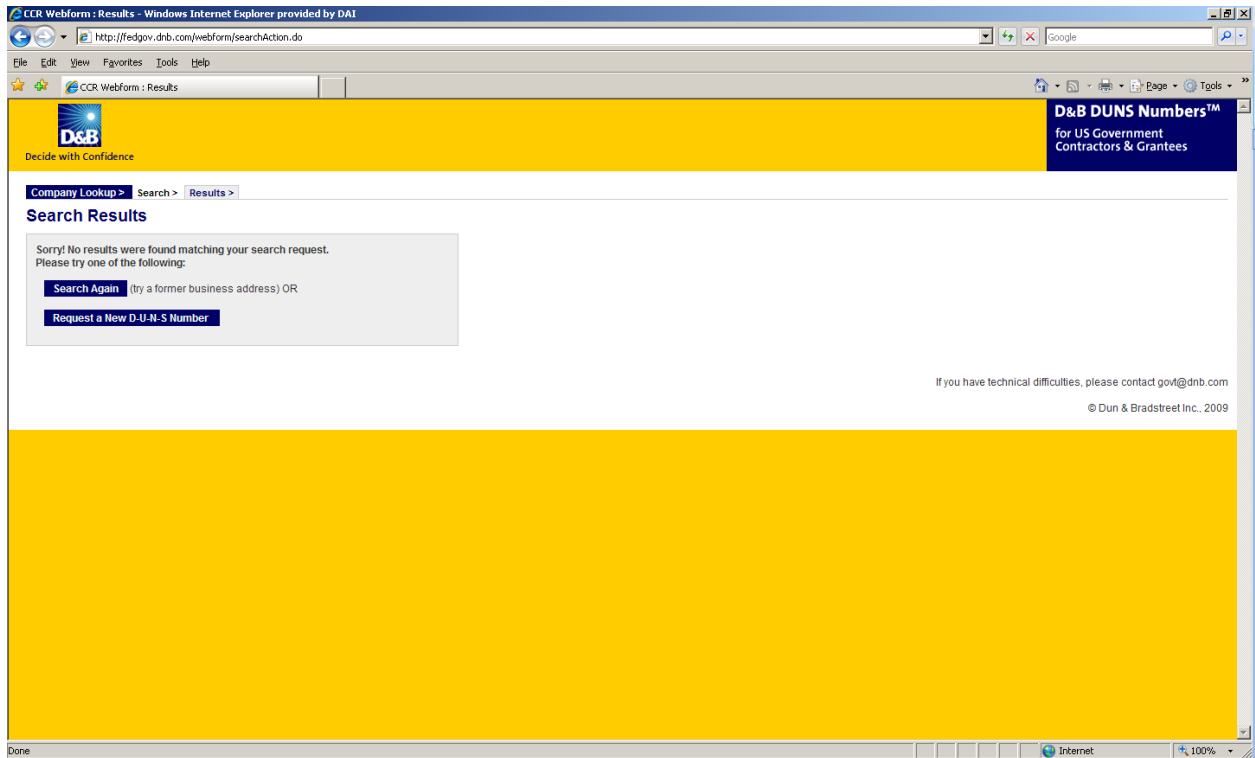 CCR Webform : Results - Windows Internet Explorer provided by DAI
http://fedgov.dnb.com/webform/searchAction.do
Google
File Edit View Favorites Tools Help
CCR Webform : Results
Page Tools
D&B
Decide with Confidence
D&B DUNS Numbers™
for US Government
Contractors & Grantees
Company Lookup > Search > Results >
Search Results
Sorry! No results were found matching your search request.
Please try one of the following:
Search Again (try a former business address) OR
Request a New D-U-N-S Number
If you have technical difficulties, please contact govt@dnb.com
© Dun & Bradstreet Inc., 2009
Done
Internet
100%